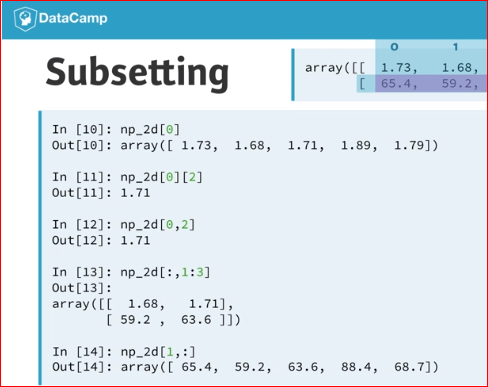 DataCamp
0 1
Subsetting
array([[ 1.73, 1.68,
[ 65.4, 59.2,
In [10]: np_2d[0]
Out[10]: array([ 1.73, 1.68, 1.71, 1.89, 1.79])
In [11]: np_2d[0][2]
Out[11]: 1.71
In [12]: np_2d[0,2]
Out[12]: 1.71
In [13]: np_2d[:,1:3]
Out[13]:
array([[ 1.68, 1.71],
[ 59.2 , 63.6 ]])
In [14]: np_2d[1,:]
Out[14]: array([ 65.4, 59.2, 63.6, 88.4, 68.7])